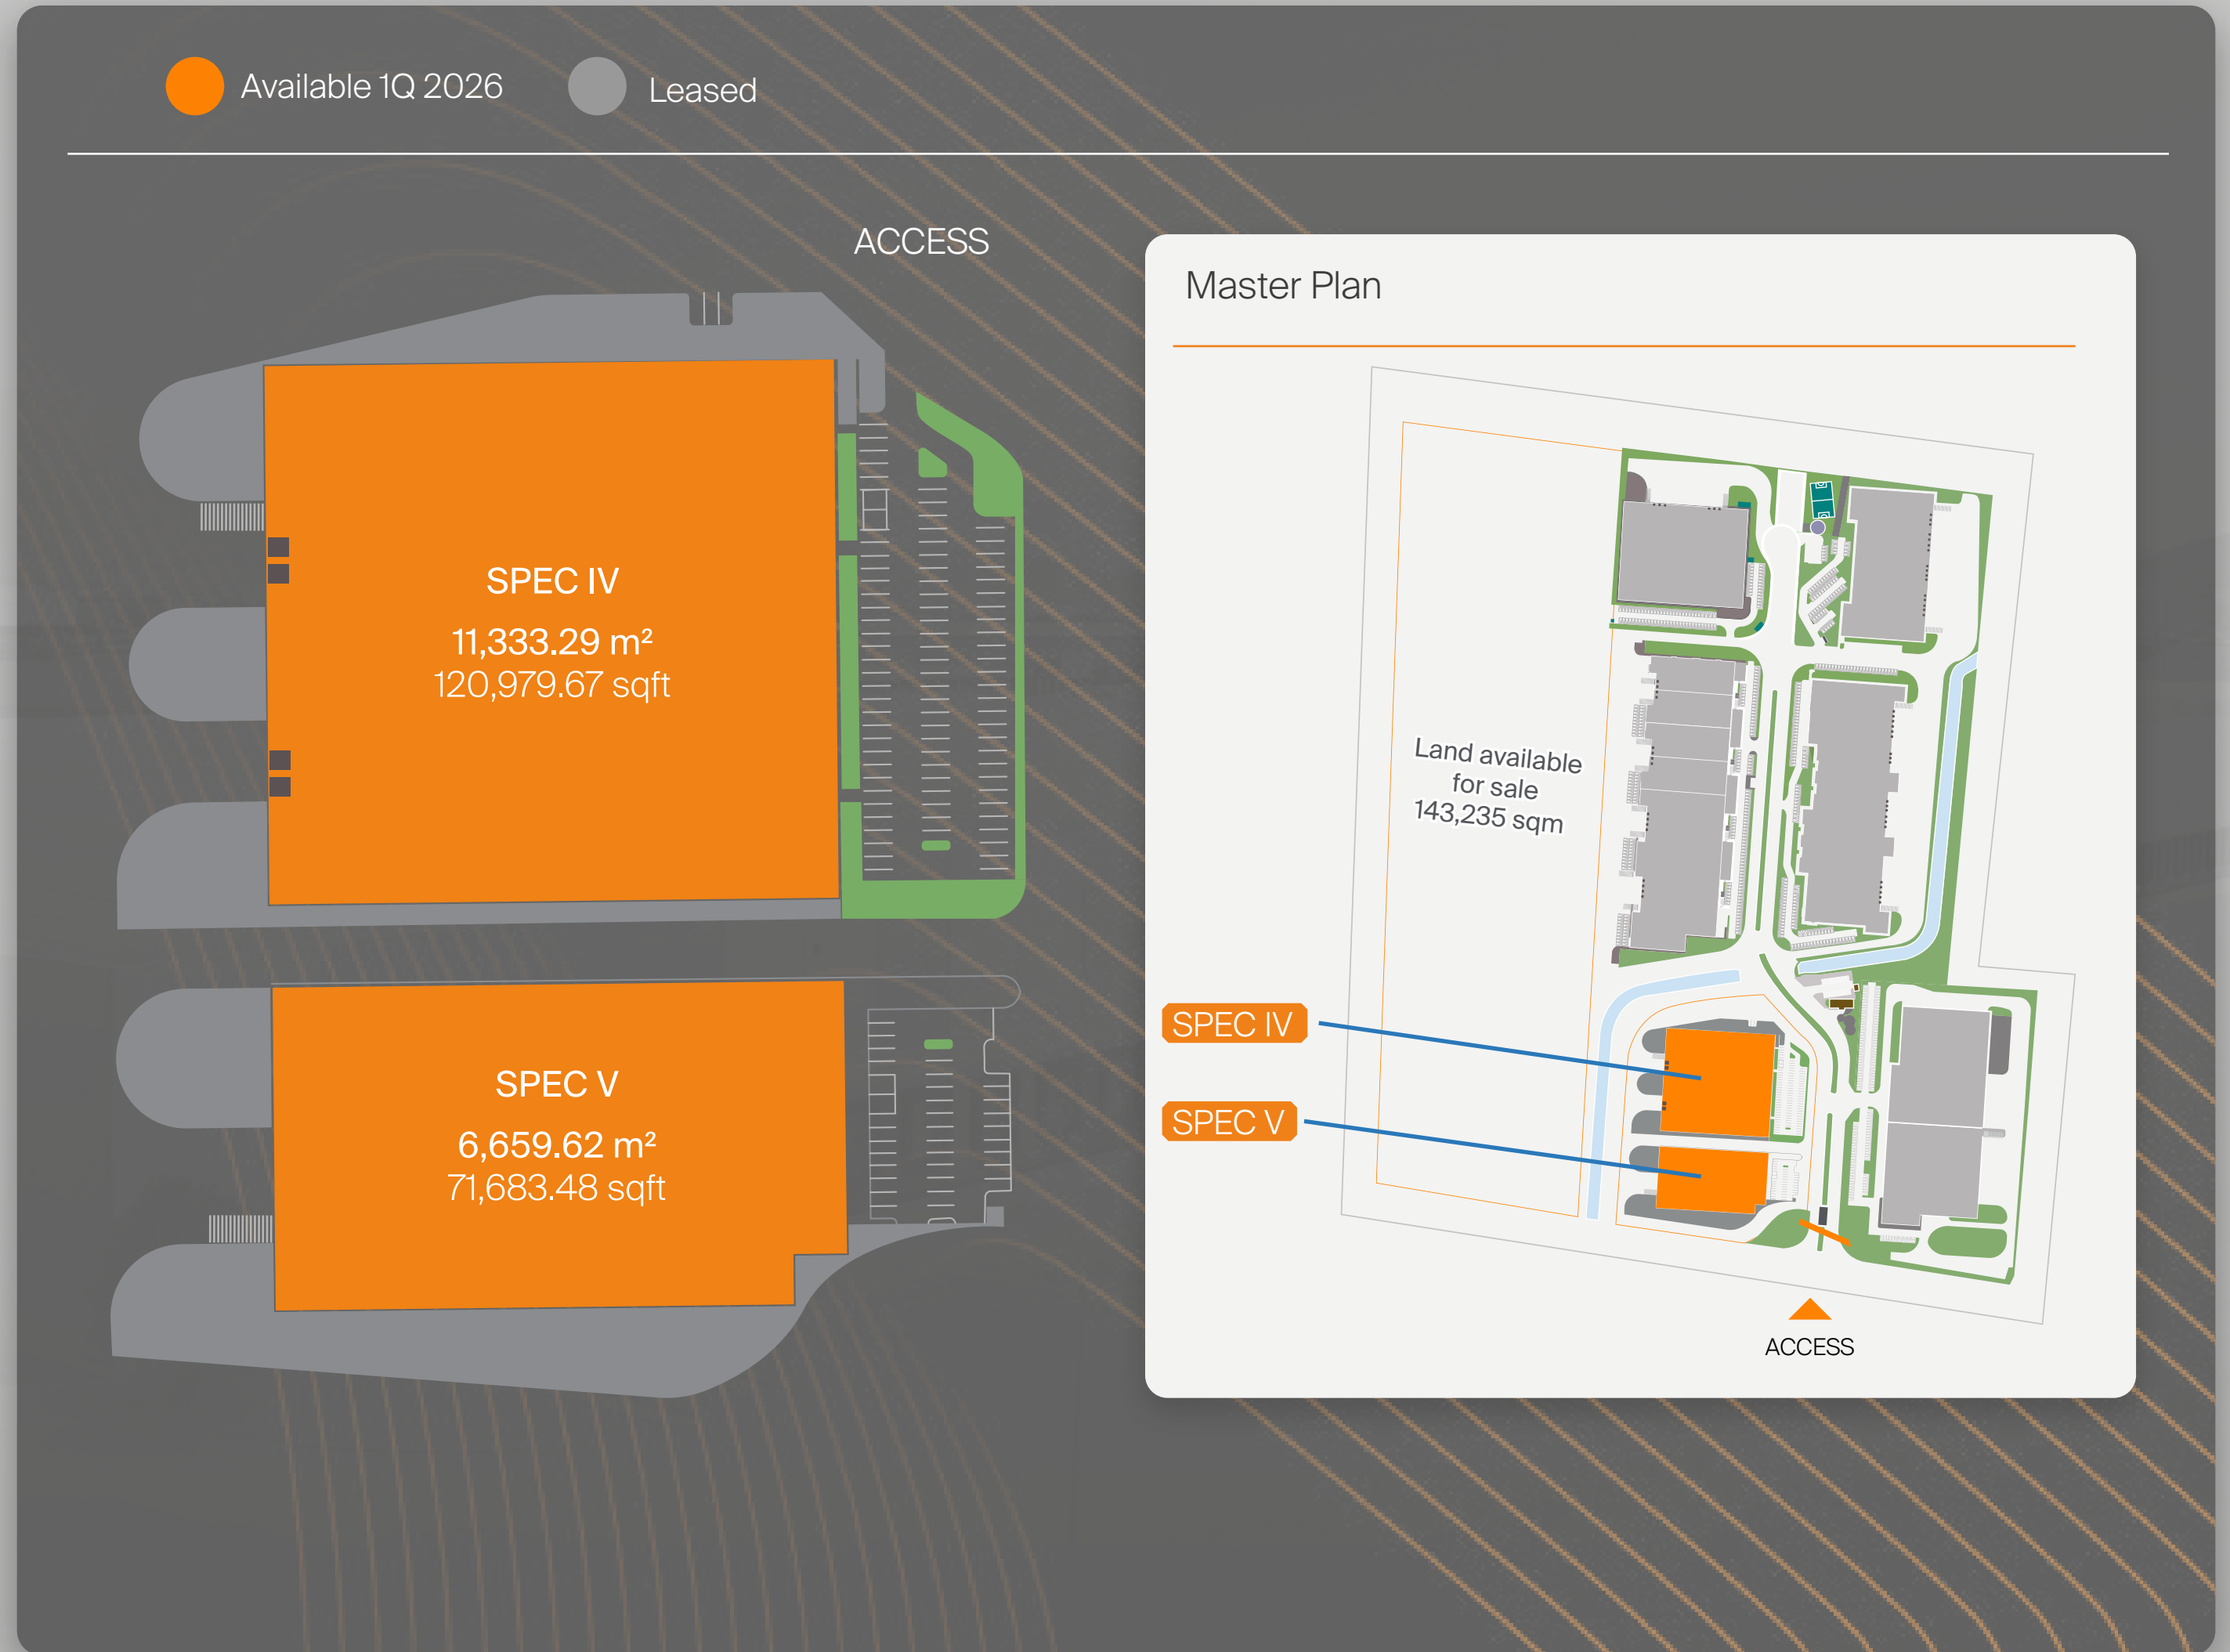 Available 1Q 2026
Leased
ACCESS
SPEC IV
11,333.29 m²
120,979.67 sqft
SPEC V
6,659.62 m²
71,683.48 sqft
Master Plan
Land available
for sale
143,235 sqm
SPEC IV
SPEC V
ACCESS